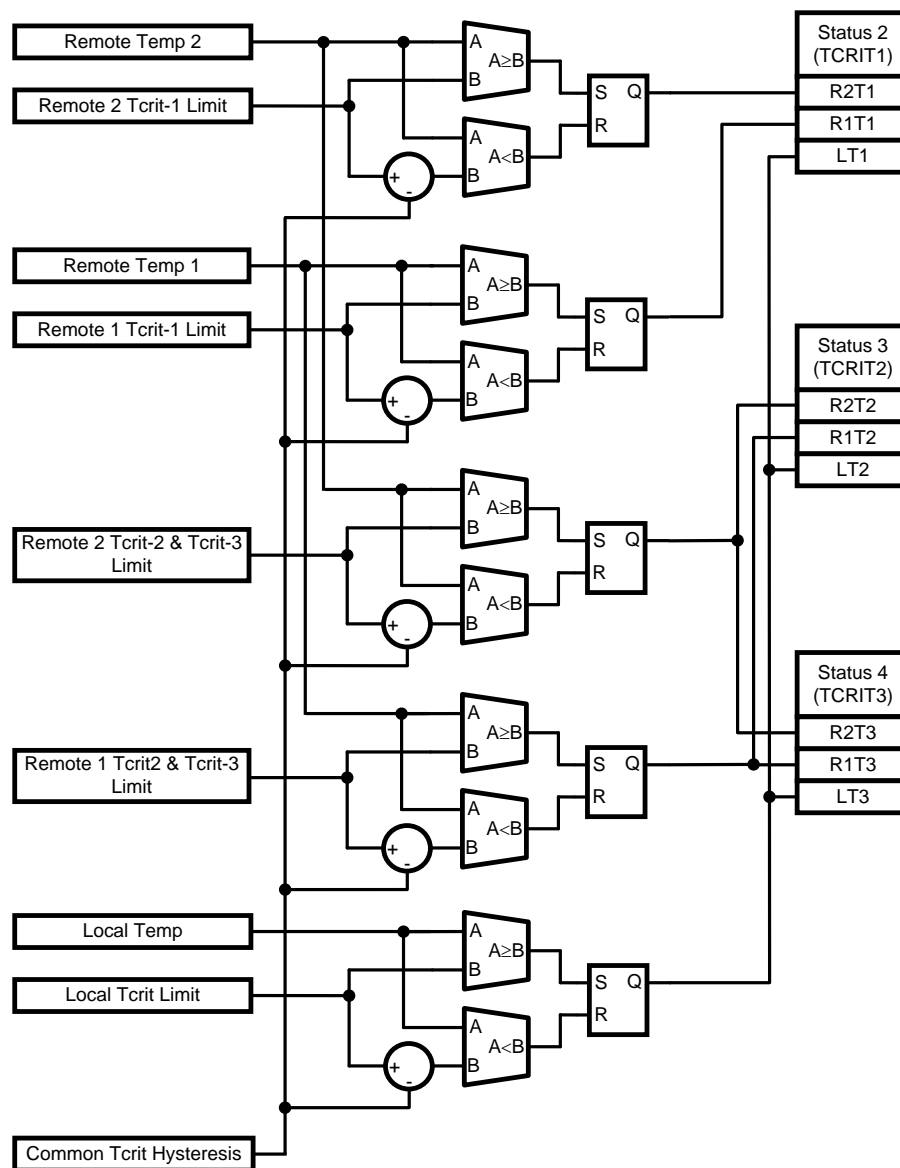 Remote Temp 2
A
A≥B
B
Remote 2 Tcrit-1 Limit
A
A<B
B
+
-
S Q
R
Status 2
(TCRIT1)
R2T1
R1T1
LT1
Remote Temp 1
A
A≥B
B
Remote 1 Tcrit-1 Limit
A
A<B
B
+
-
S Q
R
Status 3
(TCRIT2)
R2T2
R1T2
LT2
A
A≥B
B
Remote 2 Tcrit-2 & Tcrit-3
Limit
A
A<B
B
+
-
S Q
R
Status 4
(TCRIT3)
R2T3
R1T3
LT3
A
A≥B
B
Remote 1 Tcrit2 & Tcrit-3
Limit
A
A<B
B
+
-
S Q
R
Local Temp
A
A≥B
B
Local Tcrit Limit
A
A<B
B
+
-
S Q
R
Common Tcrit Hysteresis